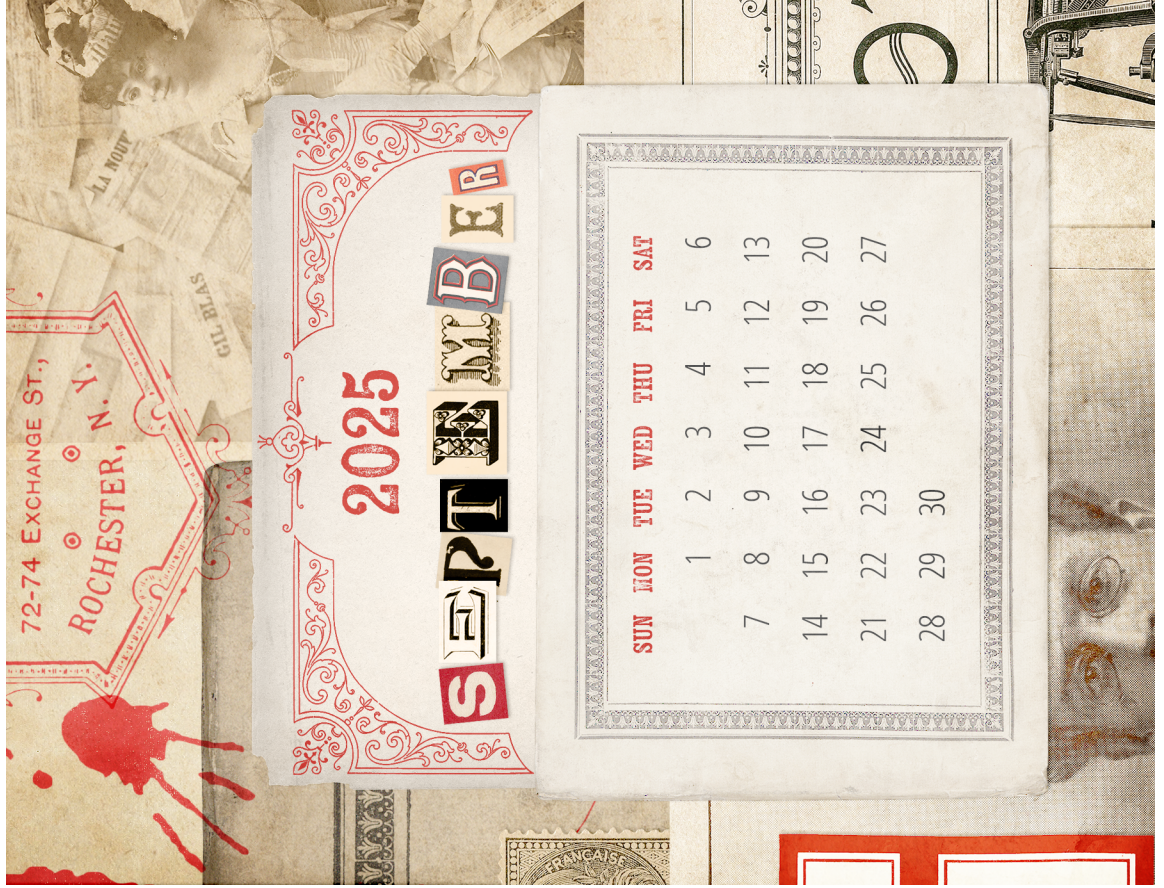 2025
SEPTEMBER
SUN MON TUE WED THU FRI SAT
1 2 3 4 5 6
7 8 9 10 11 12 13
14 15 16 17 18 19 20
21 22 23 24 25 26 27
28 29 30
72-74 EXCHANGE ST.,
ROCHESTER, N. Y.
LA NOUV
GIL BLAS
FRANÇAISE